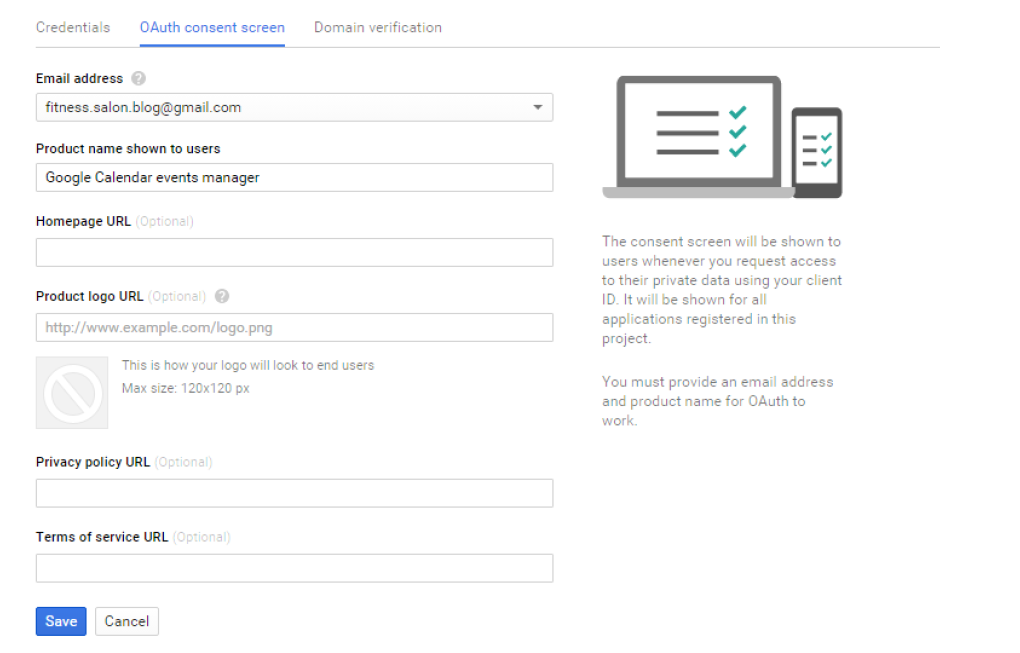 Credentials OAuth consent screen Domain verification
Email address ?
fitness.salon.blog@gmail.com
Product name shown to users
Google Calendar events manager
Homepage URL (Optional)
Product logo URL (Optional) ?
http://www.example.com/logo.png
This is how your logo will look to end users
Max size: 120x120 px
Privacy policy URL (Optional)
Terms of service URL (Optional)
Save Cancel
The consent screen will be shown to
users whenever you request access
to their private data using your client
ID. It will be shown for all
applications registered in this
project.
You must provide an email address
and product name for OAuth to
work.